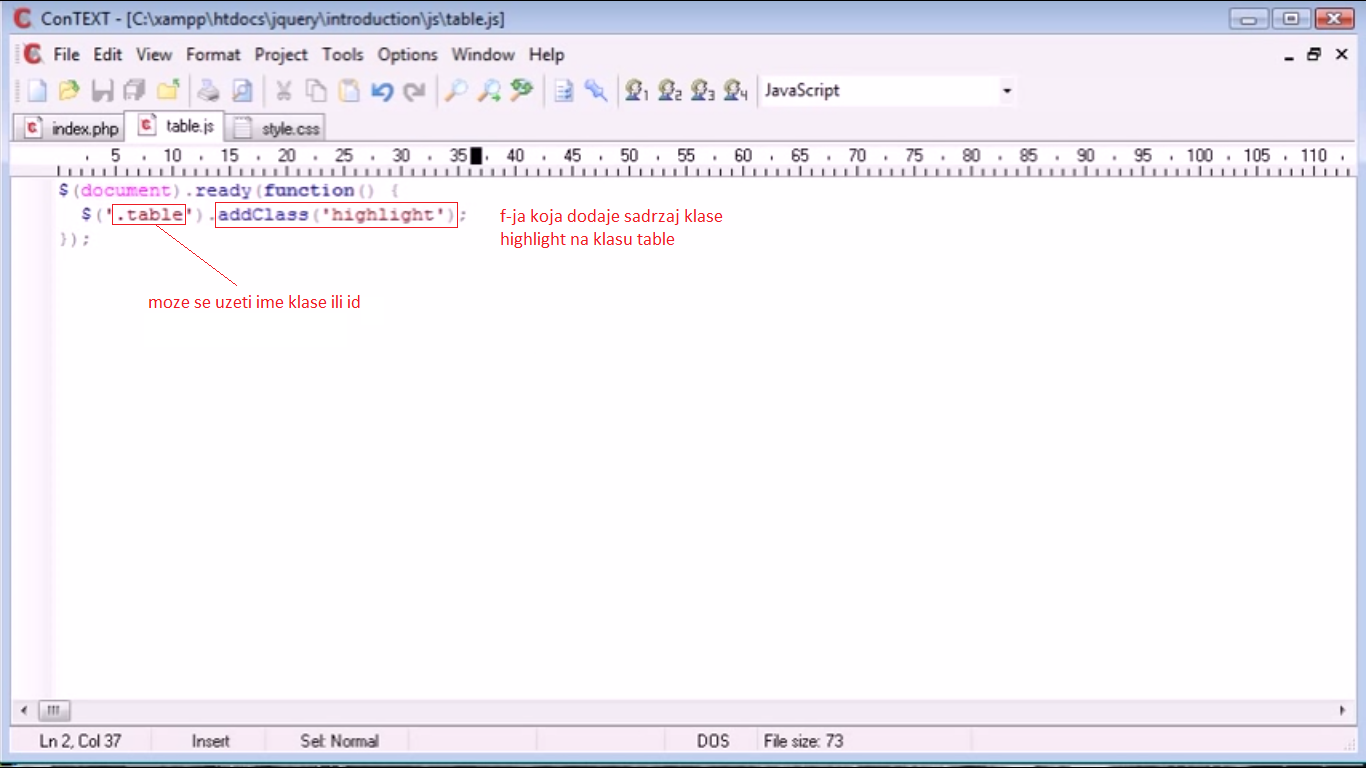 ConTEXT - [C:\xampp\htdocs\jquery\introduction\js\table.js]
File Edit View Format Project Tools Options Window Help
1 2 3 4 JavaScript
index.php table.js style.css
5 10 15 20 25 30 35 40 45 50 55 60 65 70 75 80 85 90 95 100 105 110
$(document).ready(function() {
$('.table').addClass('highlight'); f-ja koja dodaje sadrzaj klase
highlight na klasu table
});
moze se uzeti ime klase ili id
Ln 2, Col 37 Insert Sel: Normal DOS File size: 73